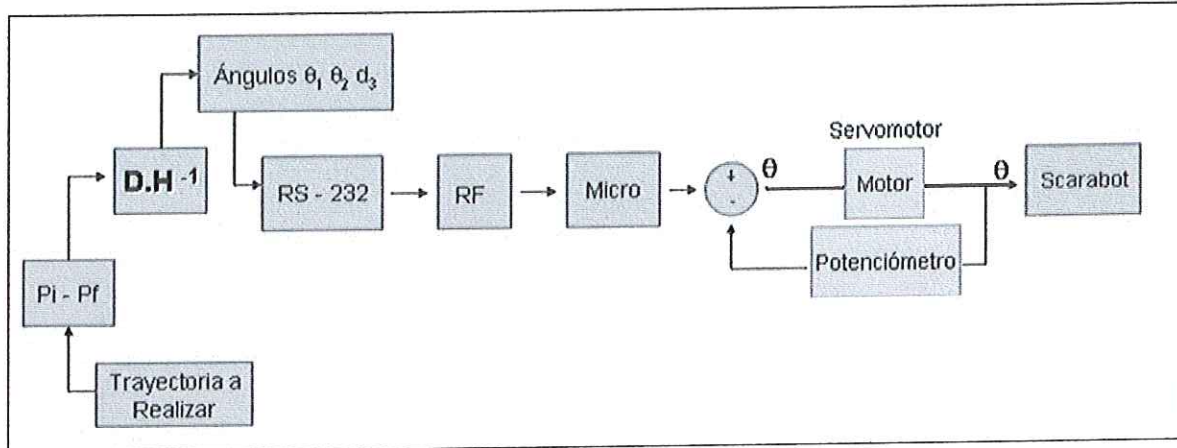 Ángulos θ₁ θ₂ d₃
Servomotor
D.H ⁻¹
RS - 232
RF
Micro
+
-
θ
Motor
θ
Scarabot
Potenciómetro
Pi - Pf
Trayectoria a
Realizar